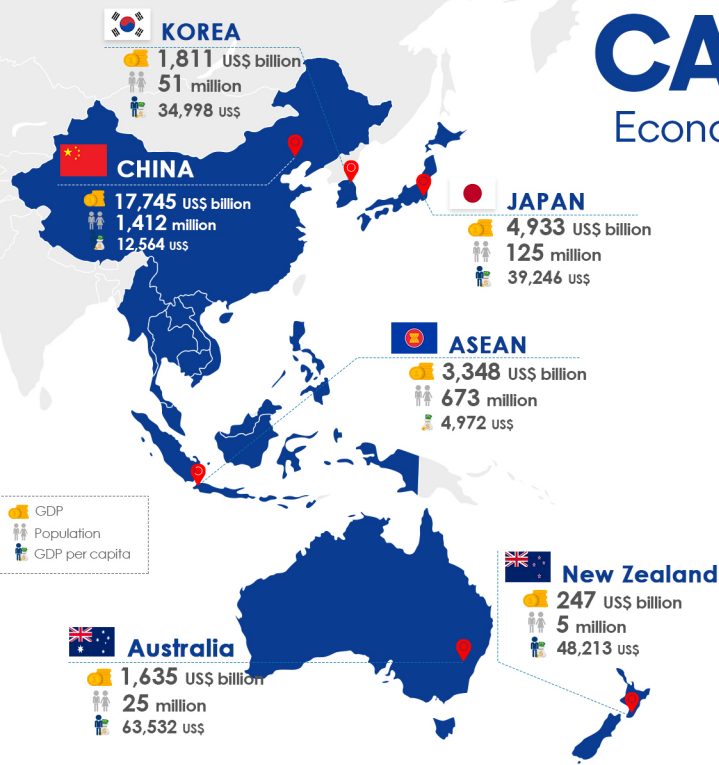 KOREA
1,811 US$ billion
51 million
34,998 US$
CHINA
17,745 US$ billion
1,412 million
12,564 US$
JAPAN
4,933 US$ billion
125 million
39,246 US$
ASEAN
3,348 US$ billion
673 million
4,972 US$
GDP
Population
GDP per capita
New Zealand
247 US$ billion
5 million
48,213 US$
Australia
1,635 US$ billion
25 million
63,532 US$